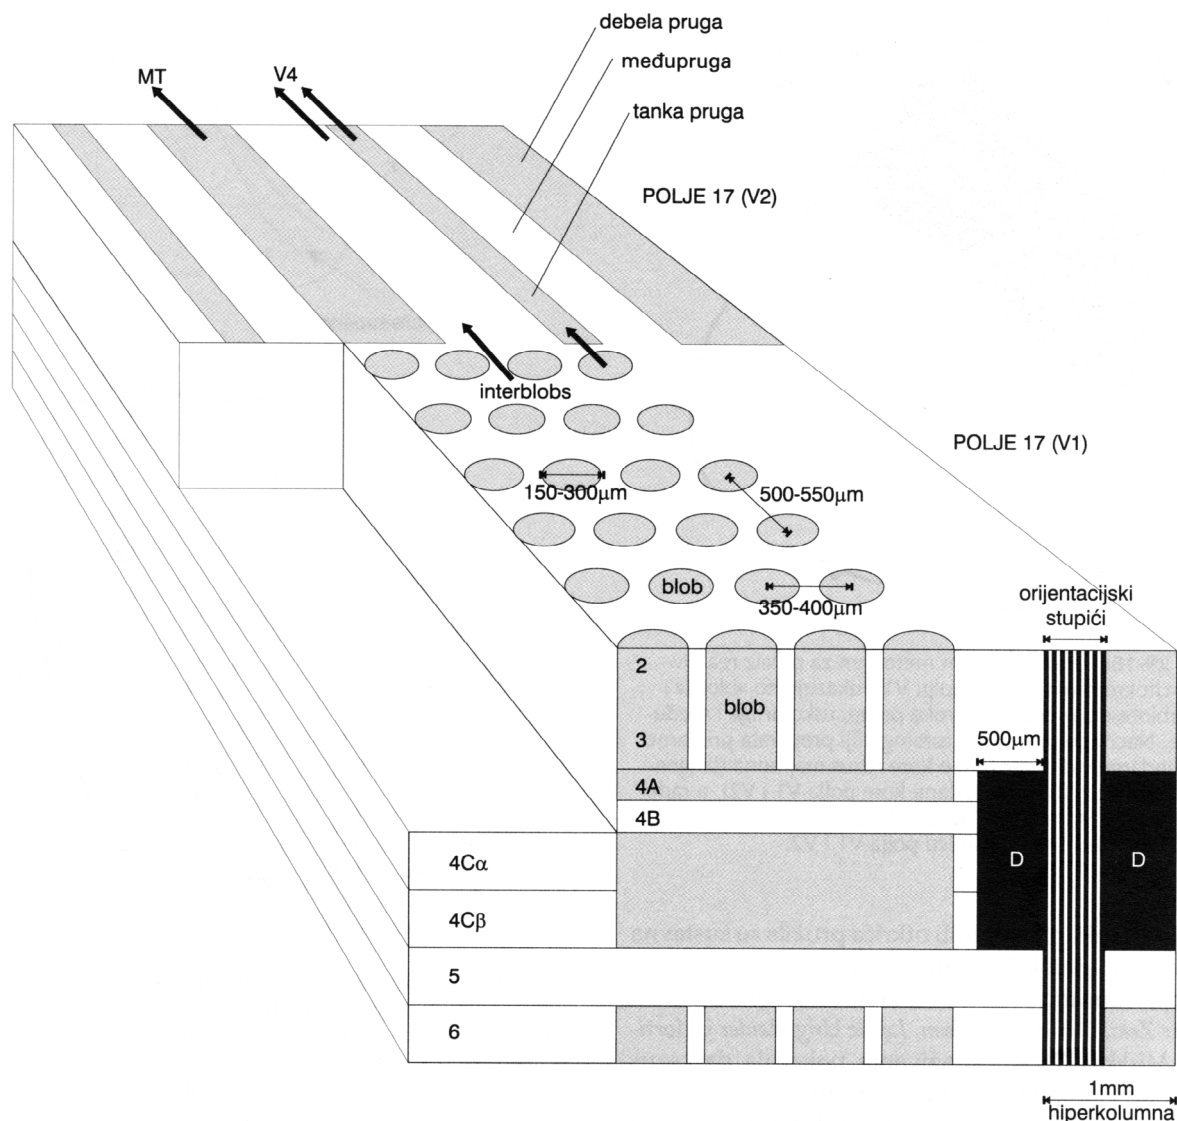 debela pruga
međupruga
tanka pruga
MT
V4
POLJE 17 (V2)
interblobs
POLJE 17 (V1)
150-300µm
500-550µm
blob
350-400µm
orijentacijski
stupići
2
blob
3
500µm
4A
4B
4Cα
D
D
4Cβ
5
6
1mm
hiperkolumna